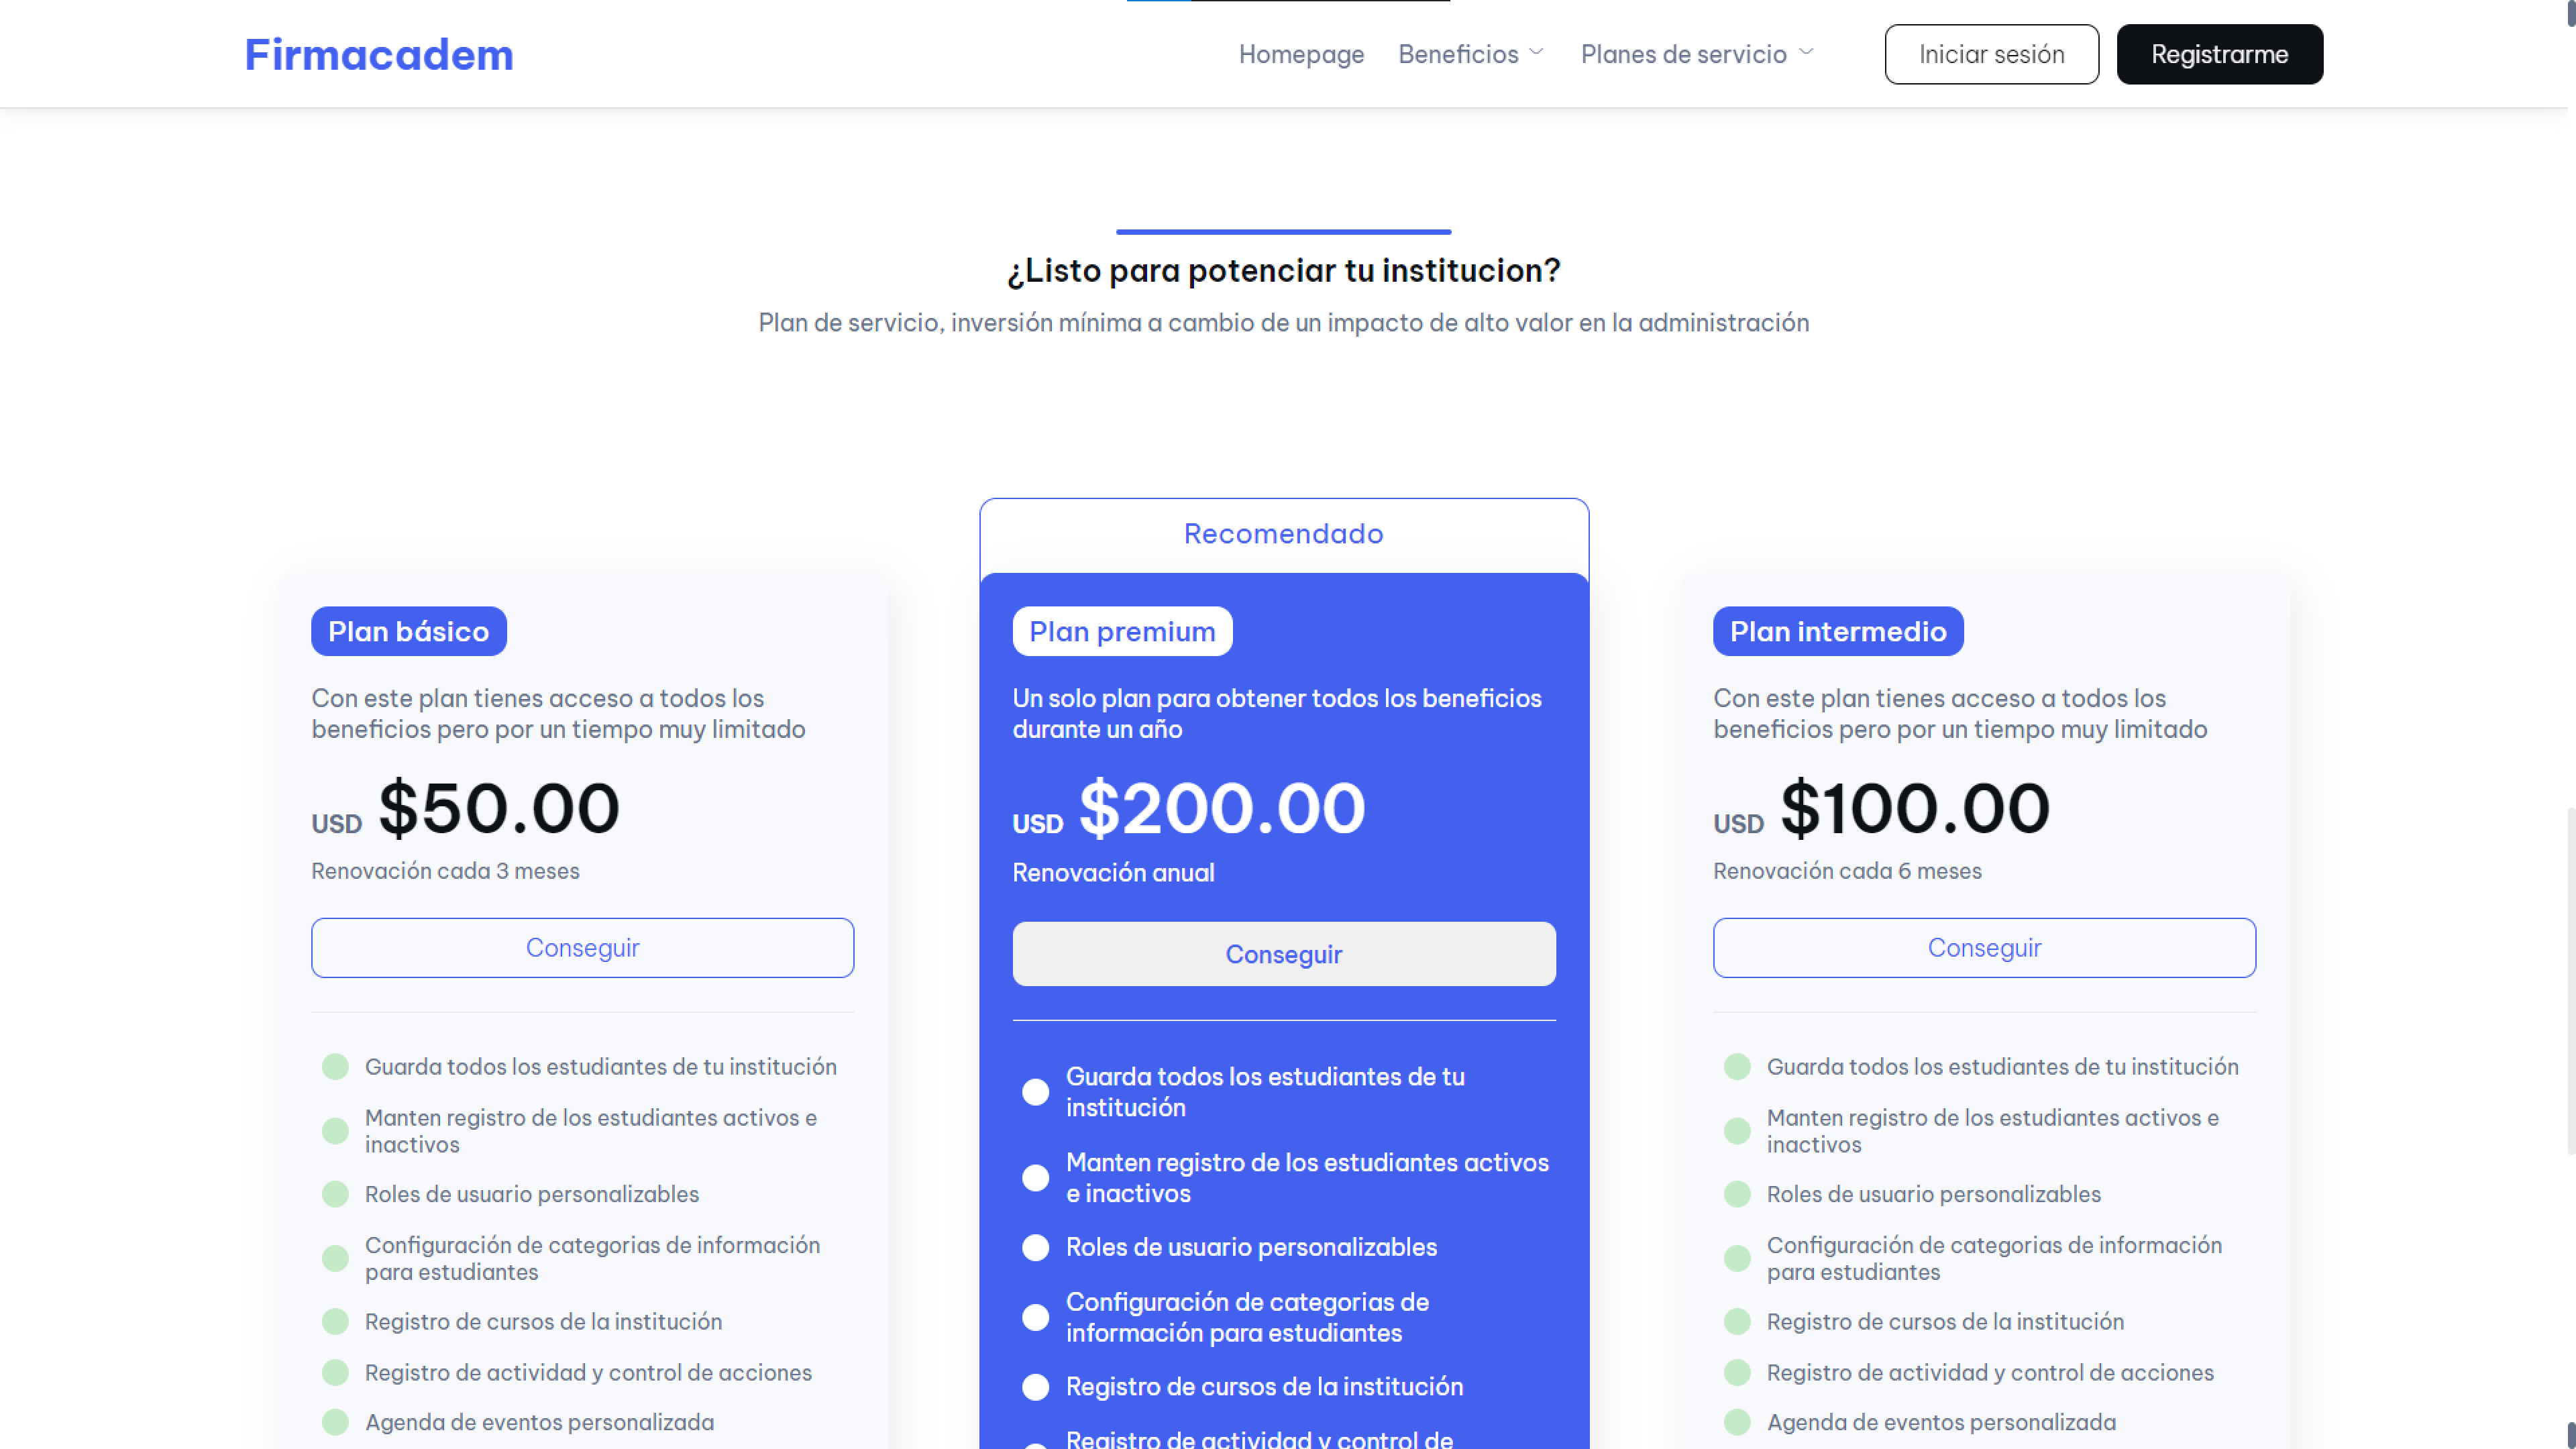 Firmacadem
Homepage
Beneficios
Planes de servicio
Iniciar sesión
Registrarme
¿Listo para potenciar tu institucion?
Plan de servicio, inversión mínima a cambio de un impacto de alto valor en la administración
Plan básico
Con este plan tienes acceso a todos los
beneficios pero por un tiempo muy limitado
USD $50.00
Renovación cada 3 meses
Conseguir
Guarda todos los estudiantes de tu institución
Manten registro de los estudiantes activos e
inactivos
Roles de usuario personalizables
Configuración de categorias de información
para estudiantes
Registro de cursos de la institución
Registro de actividad y control de acciones
Agenda de eventos personalizada
Recomendado
Plan premium
Un solo plan para obtener todos los beneficios
durante un año
USD $200.00
Renovación anual
Conseguir
Guarda todos los estudiantes de tu
institución
Manten registro de los estudiantes activos
e inactivos
Roles de usuario personalizables
Configuración de categorias de
información para estudiantes
Registro de cursos de la institución
Registro de actividad y control de
Plan intermedio
Con este plan tienes acceso a todos los
beneficios pero por un tiempo muy limitado
USD $100.00
Renovación cada 6 meses
Conseguir
Guarda todos los estudiantes de tu institución
Manten registro de los estudiantes activos e
inactivos
Roles de usuario personalizables
Configuración de categorias de información
para estudiantes
Registro de cursos de la institución
Registro de actividad y control de acciones
Agenda de eventos personalizada